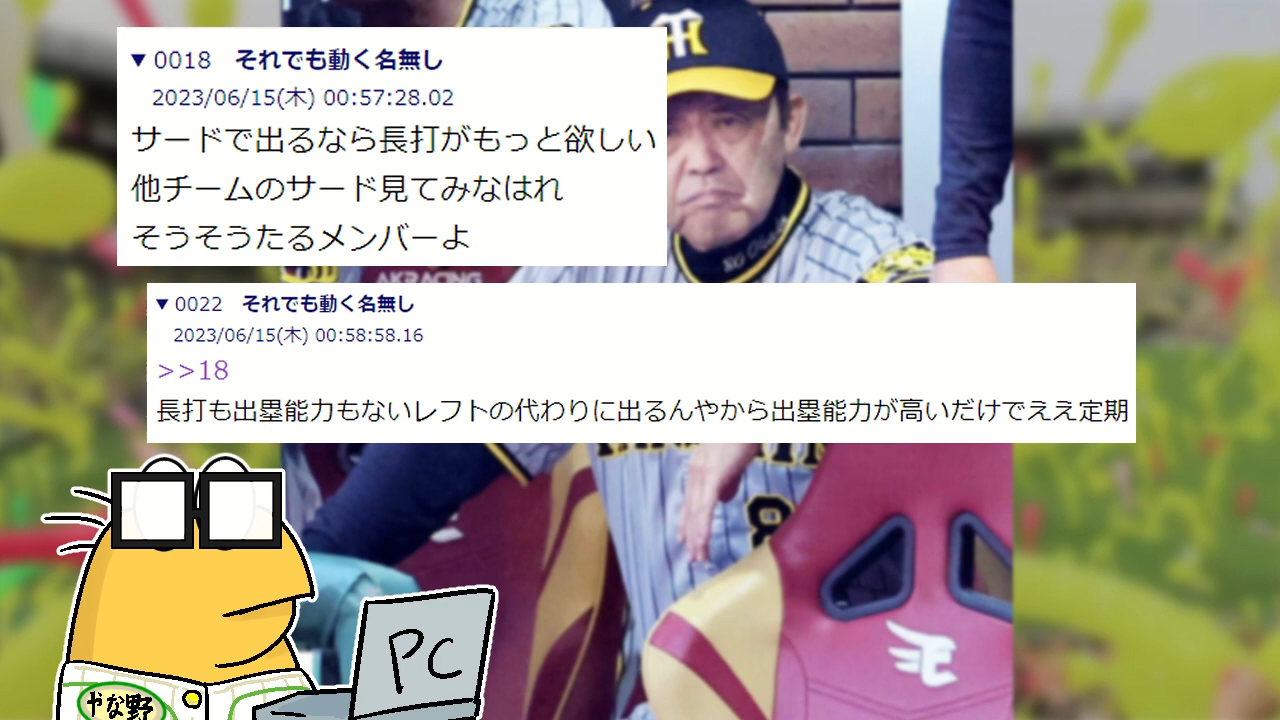 ▼ 0018 それでも動く名無し
2023/06/15(木) 00:57:28.02
サードで出るなら長打がもっと欲しい
他チームのサード見てみなはれ
そうそうたるメンバーよ
AKRACING
▼ 0022 それでも動く名無し
2023/06/15(木) 00:58:58.16
>>18
長打も出塁能力もないレフトの代わりに出るんやから出塁能力が高いだけでええ定期
8
PC
やな野